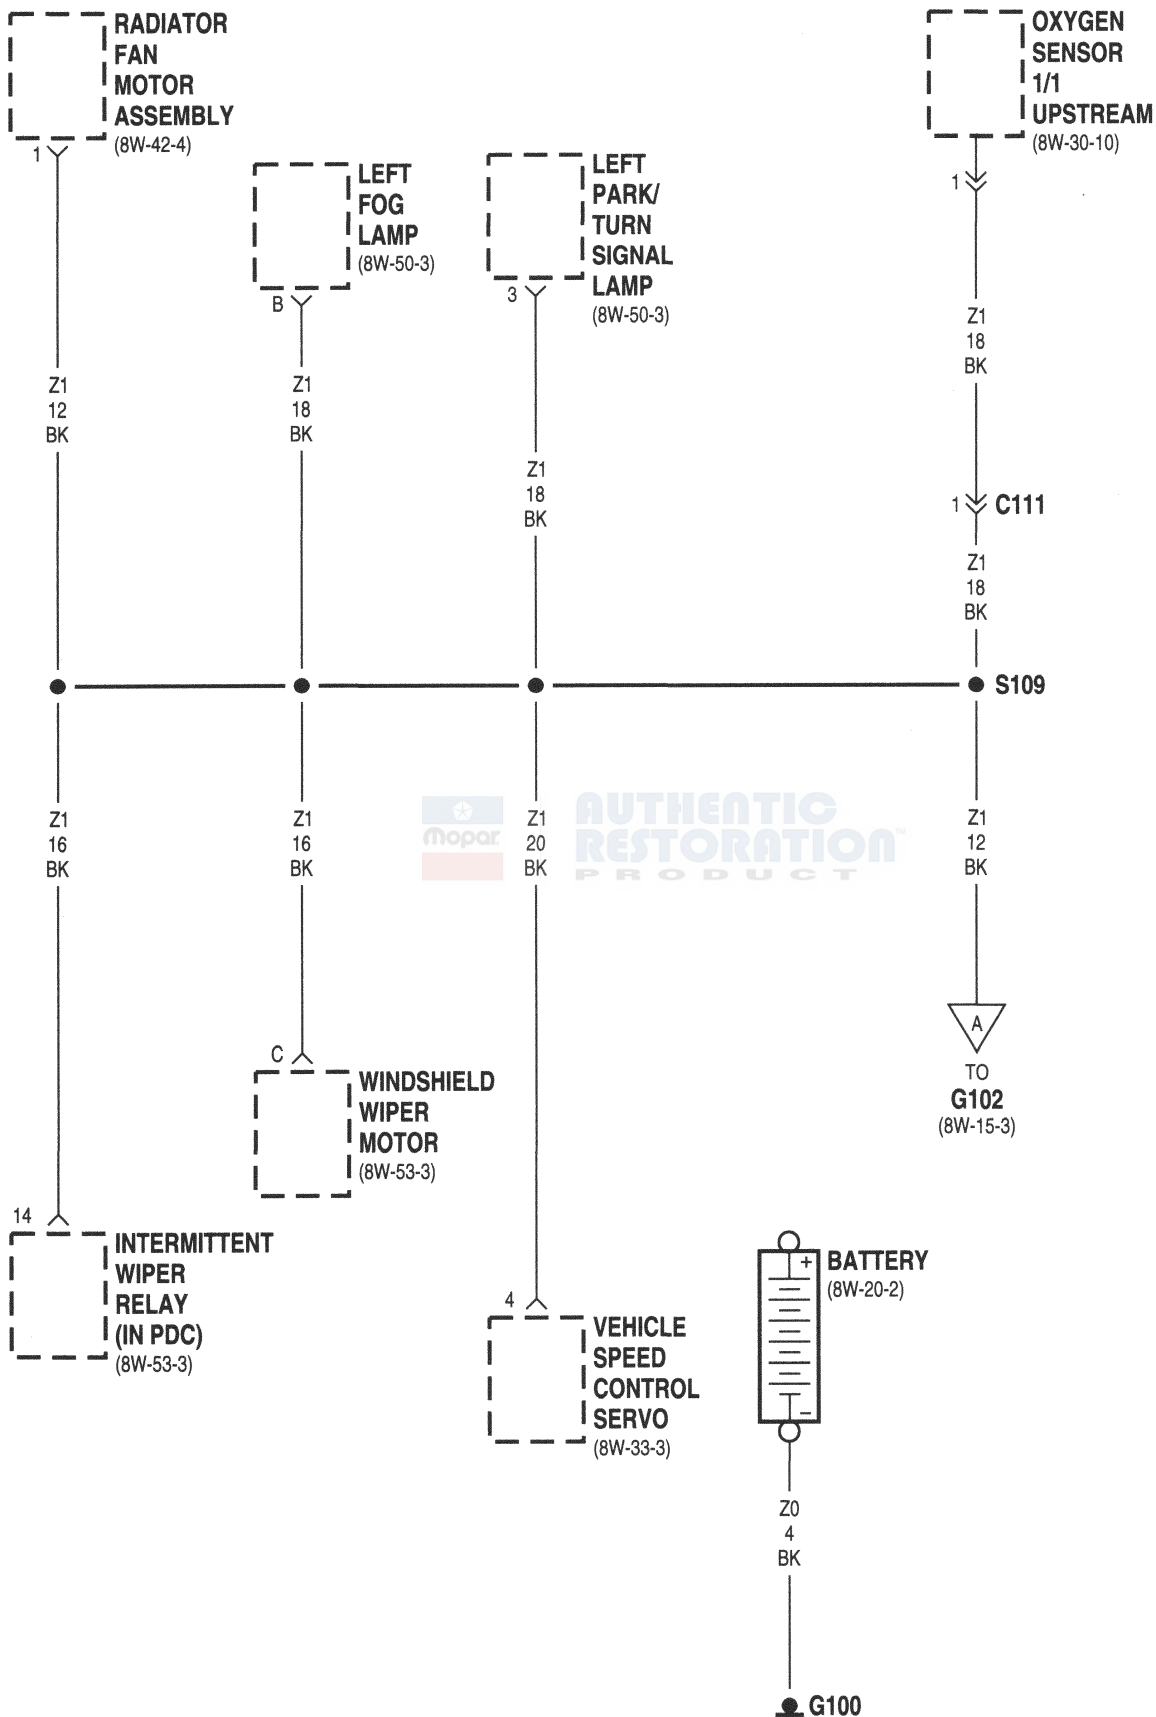 RADIATOR
FAN
MOTOR
ASSEMBLY
(8W-42-4)
1
LEFT
FOG
LAMP
(8W-50-3)
B
LEFT
PARK/
TURN
SIGNAL
LAMP
(8W-50-3)
3
OXYGEN
SENSOR
1/1
UPSTREAM
(8W-30-10)
1
Z1
12
BK
Z1
18
BK
Z1
18
BK
Z1
18
BK
1 C111
Z1
18
BK
S109
Z1
16
BK
Z1
16
BK
Z1
20
BK
Z1
12
BK
Mopar
AUTHENTIC
RESTORATION™
PRODUCT
A
TO
G102
(8W-15-3)
C
WINDSHIELD
WIPER
MOTOR
(8W-53-3)
14
INTERMITTENT
WIPER
RELAY
(IN PDC)
(8W-53-3)
4
VEHICLE
SPEED
CONTROL
SERVO
(8W-33-3)
+
BATTERY
(8W-20-2)
–
Z0
4
BK
G100